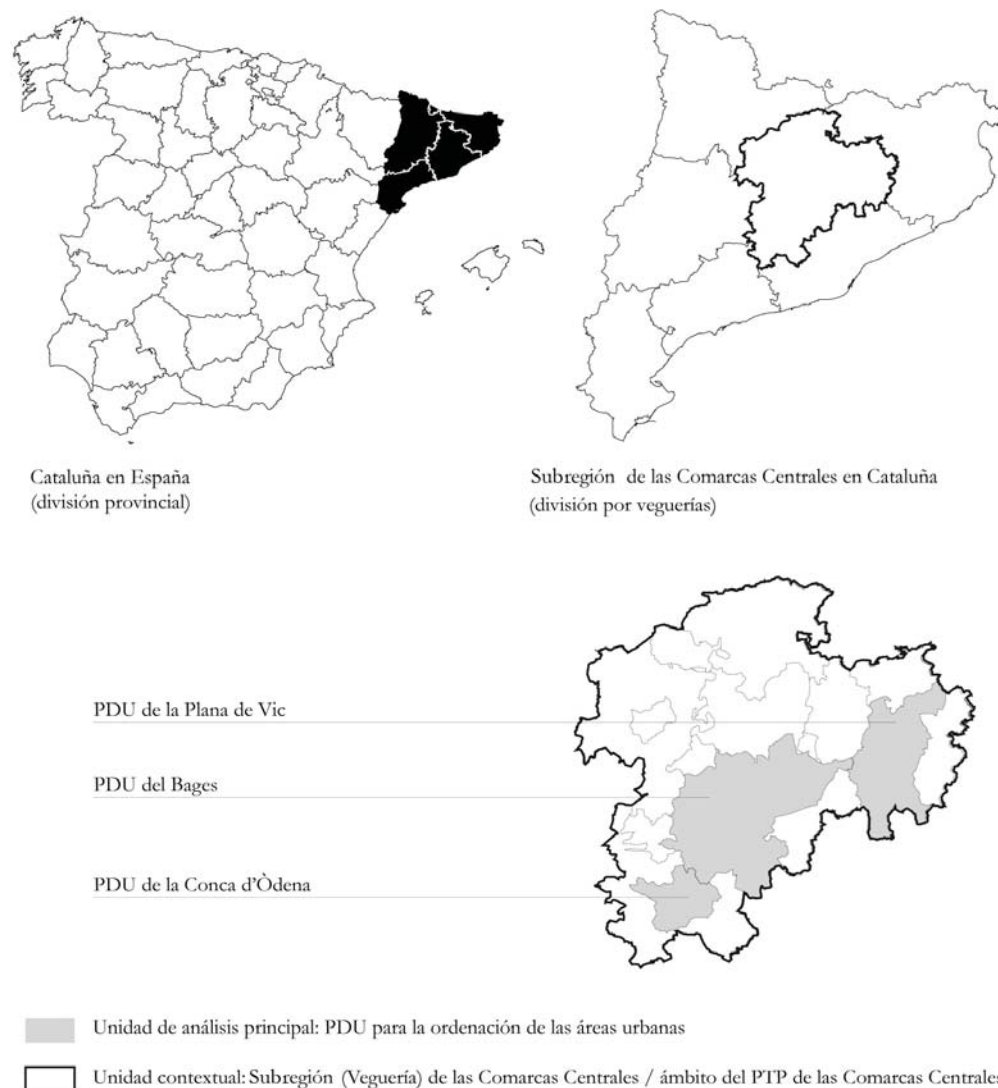 Cataluña en España
(división provincial)
Subregión de las Comarcas Centrales en Cataluña
(división por veguerías)
PDU de la Plana de Vic
PDU del Bages
PDU de la Conca d'Òdena
Unidad de análisis principal: PDU para la ordenación de las áreas urbanas
Unidad contextual: Subregión (Veguería) de las Comarcas Centrales / ámbito del PTP de las Comarcas Centrales